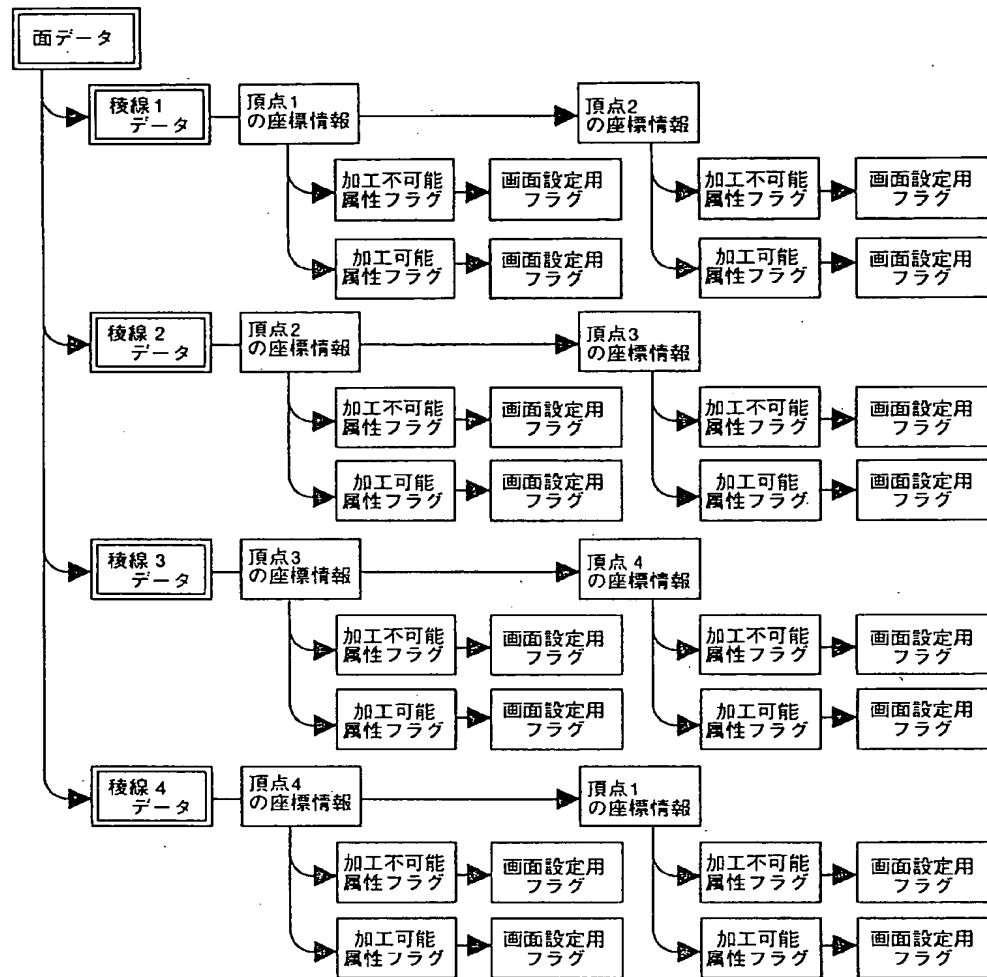 面データ
稜線1
データ
頂点1
の座標情報
頂点2
の座標情報
加工不可能
属性フラグ
画面設定用
フラグ
加工不可能
属性フラグ
画面設定用
フラグ
加工可能
属性フラグ
画面設定用
フラグ
加工可能
属性フラグ
画面設定用
フラグ
稜線2
データ
頂点2
の座標情報
頂点3
の座標情報
加工不可能
属性フラグ
画面設定用
フラグ
加工不可能
属性フラグ
画面設定用
フラグ
加工可能
属性フラグ
画面設定用
フラグ
加工可能
属性フラグ
画面設定用
フラグ
稜線3
データ
頂点3
の座標情報
頂点4
の座標情報
加工不可能
属性フラグ
画面設定用
フラグ
加工不可能
属性フラグ
画面設定用
フラグ
加工可能
属性フラグ
画面設定用
フラグ
加工可能
属性フラグ
画面設定用
フラグ
稜線4
データ
頂点4
の座標情報
頂点1
の座標情報
加工不可能
属性フラグ
画面設定用
フラグ
加工不可能
属性フラグ
画面設定用
フラグ
加工可能
属性フラグ
画面設定用
フラグ
加工可能
属性フラグ
画面設定用
フラグ